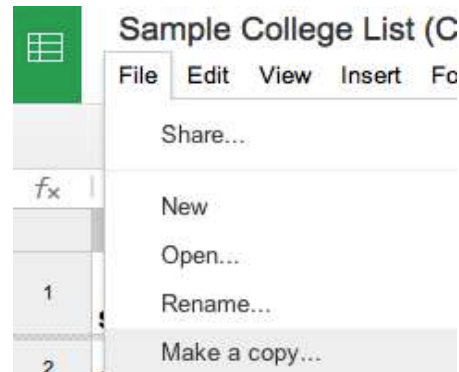 Sample College List (C
File Edit View Insert Fo
Share...
New
fx
Open...
1
Rename...
Make a copy...
2